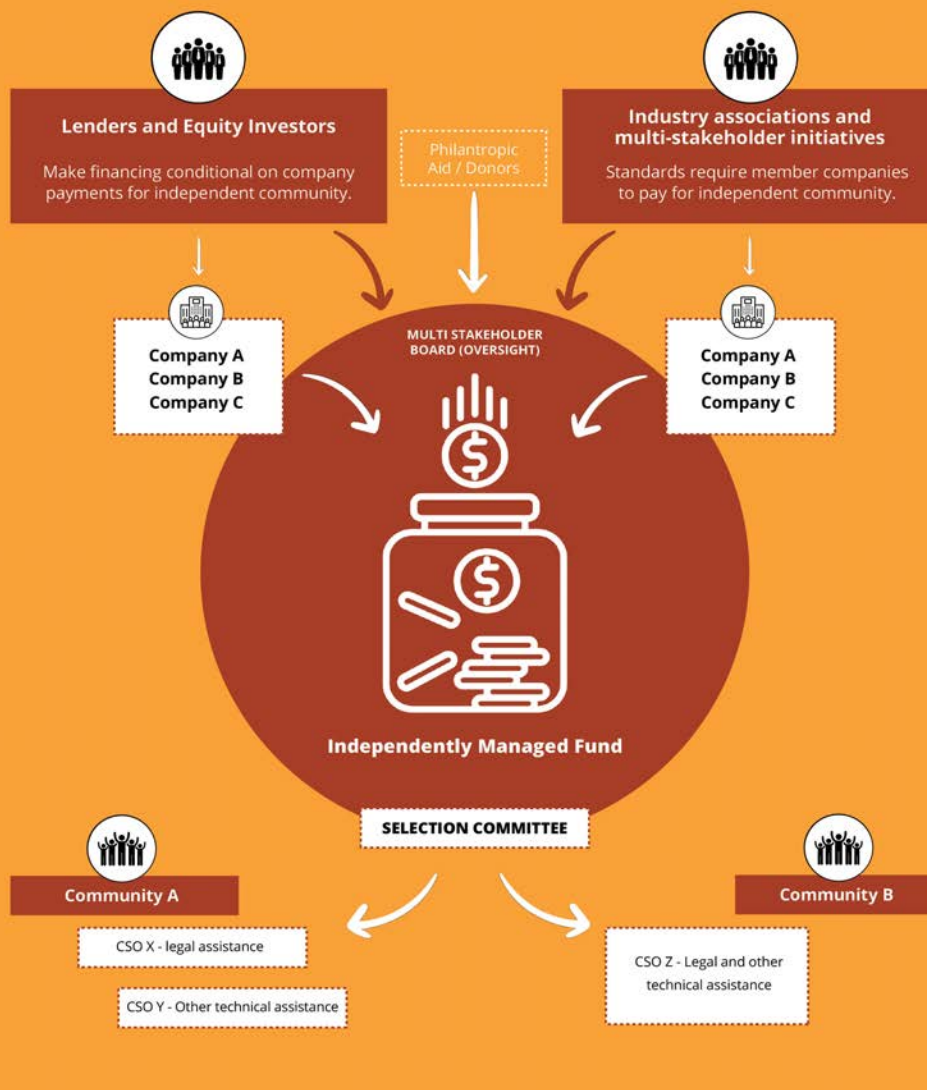 Lenders and Equity Investors
Make financing conditional on company
payments for independent community.
Philantropic
Aid / Donors
Industry associations and
multi-stakeholder initiatives
Standards require member companies
to pay for independent community.
Company A
Company B
Company C
MULTI STAKEHOLDER
BOARD (OVERSIGHT)
Company A
Company B
Company C
$
$
Independently Managed Fund
SELECTION COMMITTEE
Community A
CSO X - legal assistance
CSO Y - Other technical assistance
Community B
CSO Z - Legal and other
technical assistance